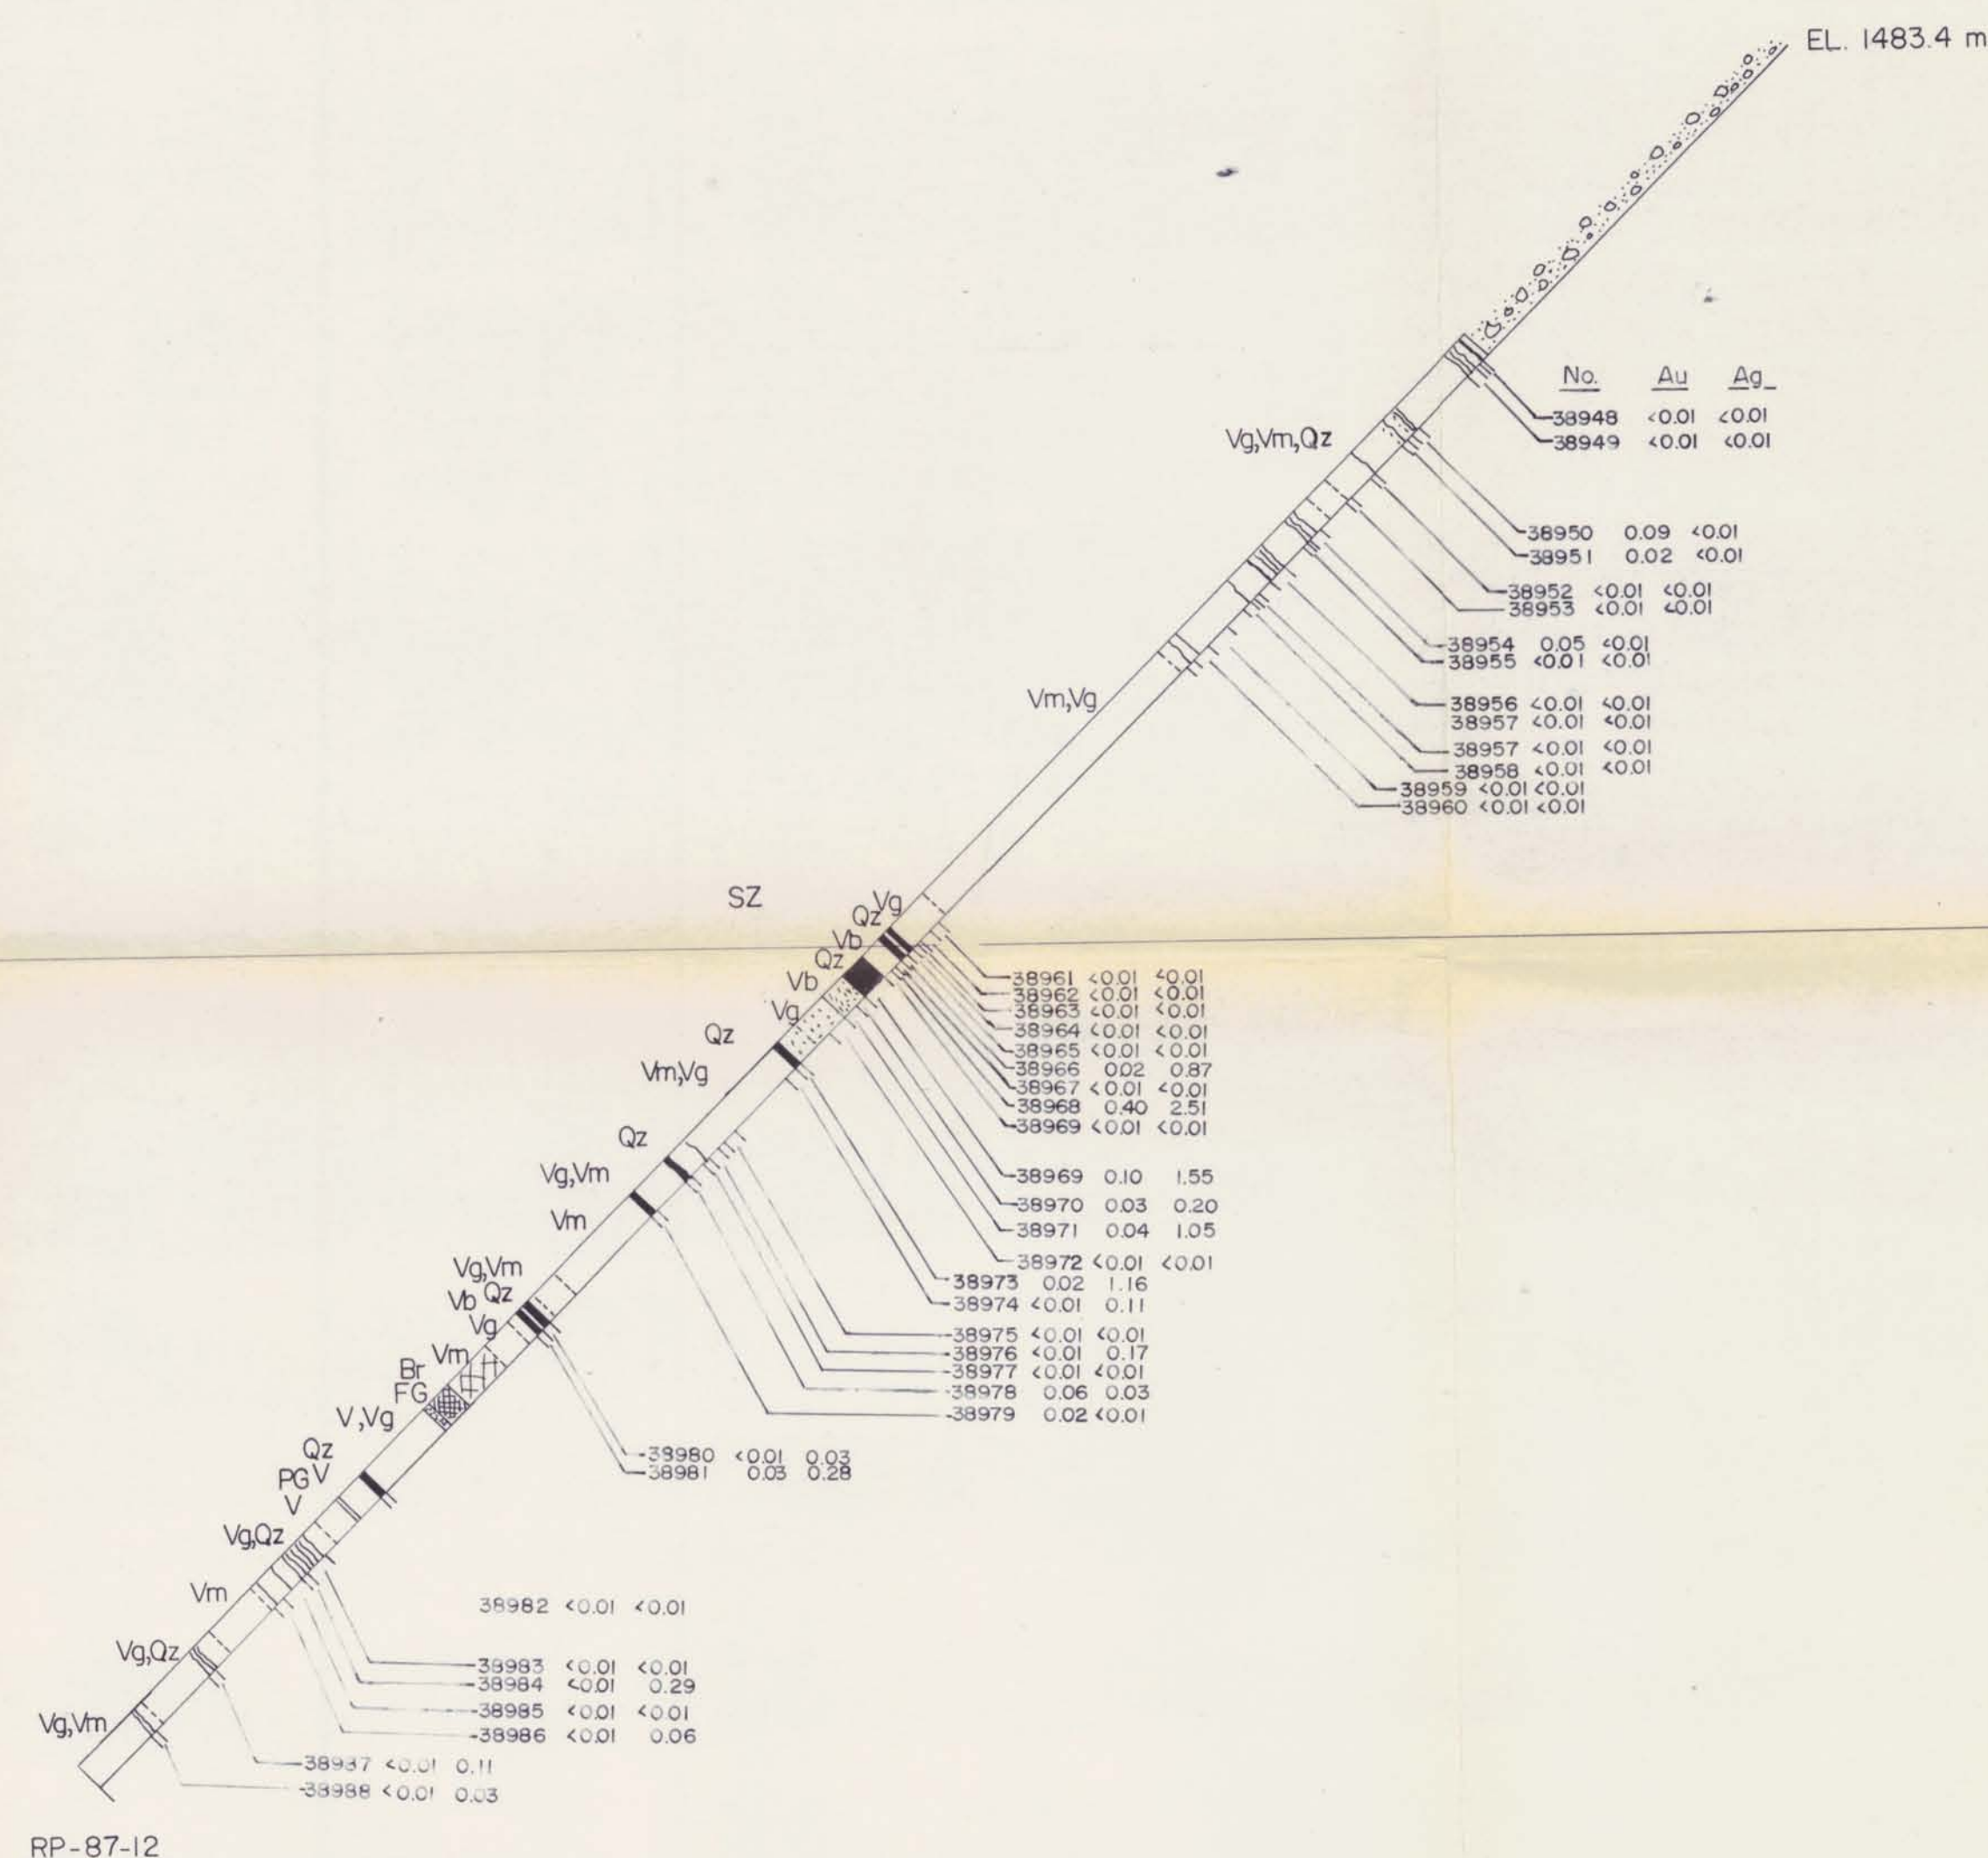 EL. 1483.4 m
No. Au Ag
38948 <0.01 <0.01
38949 <0.01 <0.01
Vg,Vm,Qz
38950 0.09 <0.01
38951 0.02 <0.01
38952 <0.01 <0.01
38953 <0.01 <0.01
38954 0.05 <0.01
38955 <0.01 <0.01
Vm,Vg
38956 <0.01 <0.01
38957 <0.01 <0.01
38957 <0.01 <0.01
38958 <0.01 <0.01
38959 <0.01 <0.01
38960 <0.01 <0.01
SZ
Vg
Qz
Vb
Qz
Vb
Vg
Qz
Vm,Vg
38961 <0.01 <0.01
38962 <0.01 <0.01
38963 <0.01 <0.01
38964 <0.01 <0.01
38965 <0.01 <0.01
38966 0.02 0.87
38967 <0.01 <0.01
38968 0.40 2.51
38969 <0.01 <0.01
Qz
Vg,Vm
Vm
38969 0.10 1.55
38970 0.03 0.20
38971 0.04 1.05
38972 <0.01 <0.01
38973 0.02 1.16
38974 <0.01 0.11
38975 <0.01 <0.01
38976 <0.01 0.17
38977 <0.01 <0.01
38978 0.06 0.03
38979 0.02 <0.01
Vg,Vm
Qz
Vb
Vg
Vm
Br
FG
V,Vg
38980 <0.01 0.03
38981 0.03 0.28
Qz
V
PG
V
Vg,Qz
Vm
38982 <0.01 <0.01
Vg,Qz
38983 <0.01 <0.01
38984 <0.01 0.29
38985 <0.01 <0.01
38986 <0.01 0.06
Vg,Vm
38987 <0.01 0.11
38988 <0.01 0.03
RP-87-12